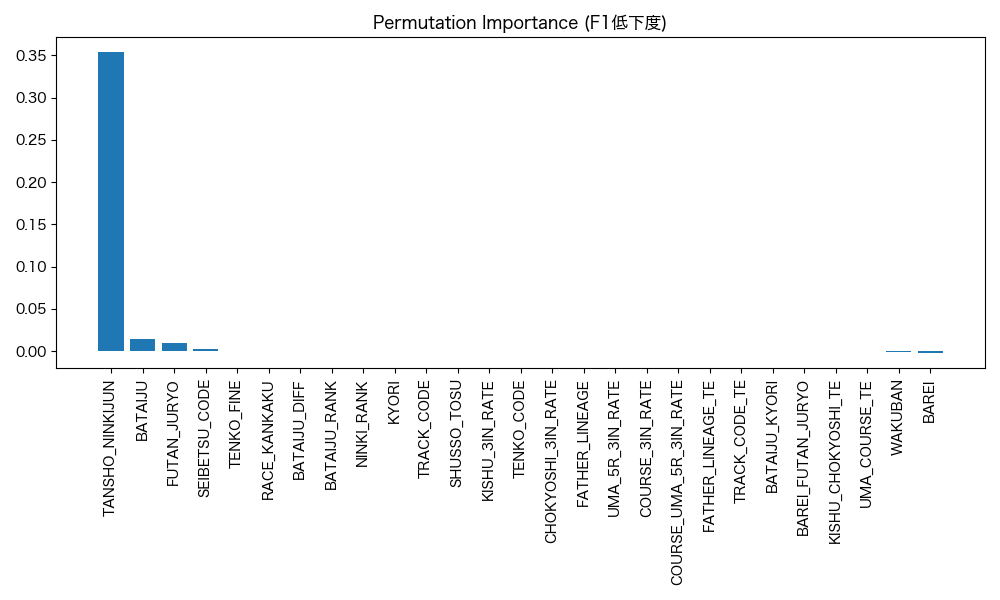 Permutation Importance (F1低下度)
0.35
0.30
0.25
0.20
0.15
0.10
0.05
0.00
TANSHO_NINKIJUN
BATAIJU
FUTAN_JURYO
SEIBETSU_CODE
TENKO_FINE
RACE_KANKAKU
BATAIJU_DIFF
BATAIJU_RANK
NINKI_RANK
KYORI
TRACK_CODE
SHUSSO_TOSU
KISHU_3IN_RATE
TENKO_CODE
CHOKYOSHI_3IN_RATE
FATHER_LINEAGE
UMA_5R_3IN_RATE
COURSE_3IN_RATE
COURSE_UMA_5R_3IN_RATE
FATHER_LINEAGE_TE
TRACK_CODE_TE
BATAIJU_KYORI
BAREI_FUTAN_JURYO
KISHU_CHOKYOSHI_TE
UMA_COURSE_TE
WAKUBAN
BAREI